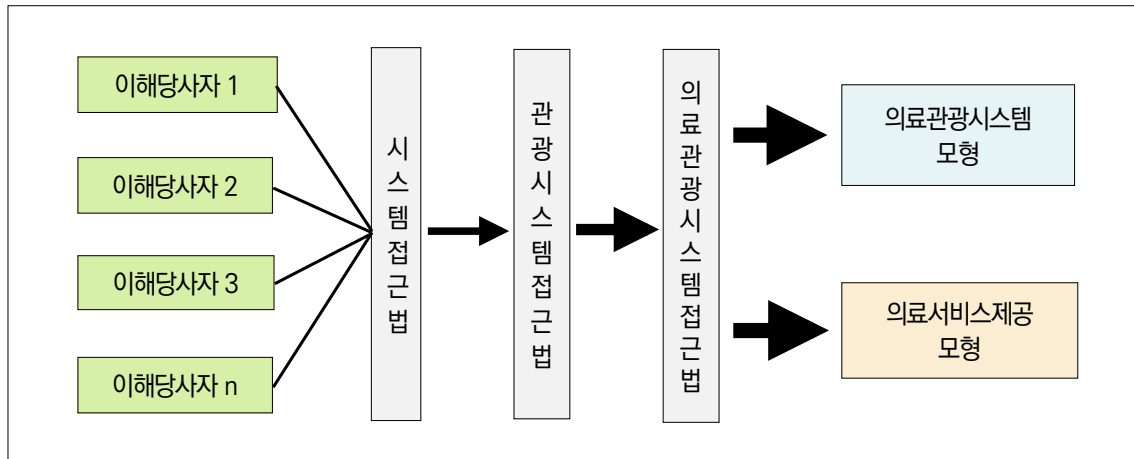 이해당사자 1
이해당사자 2
이해당사자 3
이해당사자 n
시스템접근법
관광시스템접근법
의료관광시스템접근법
의료관광시스템
모형
의료서비스제공
모형